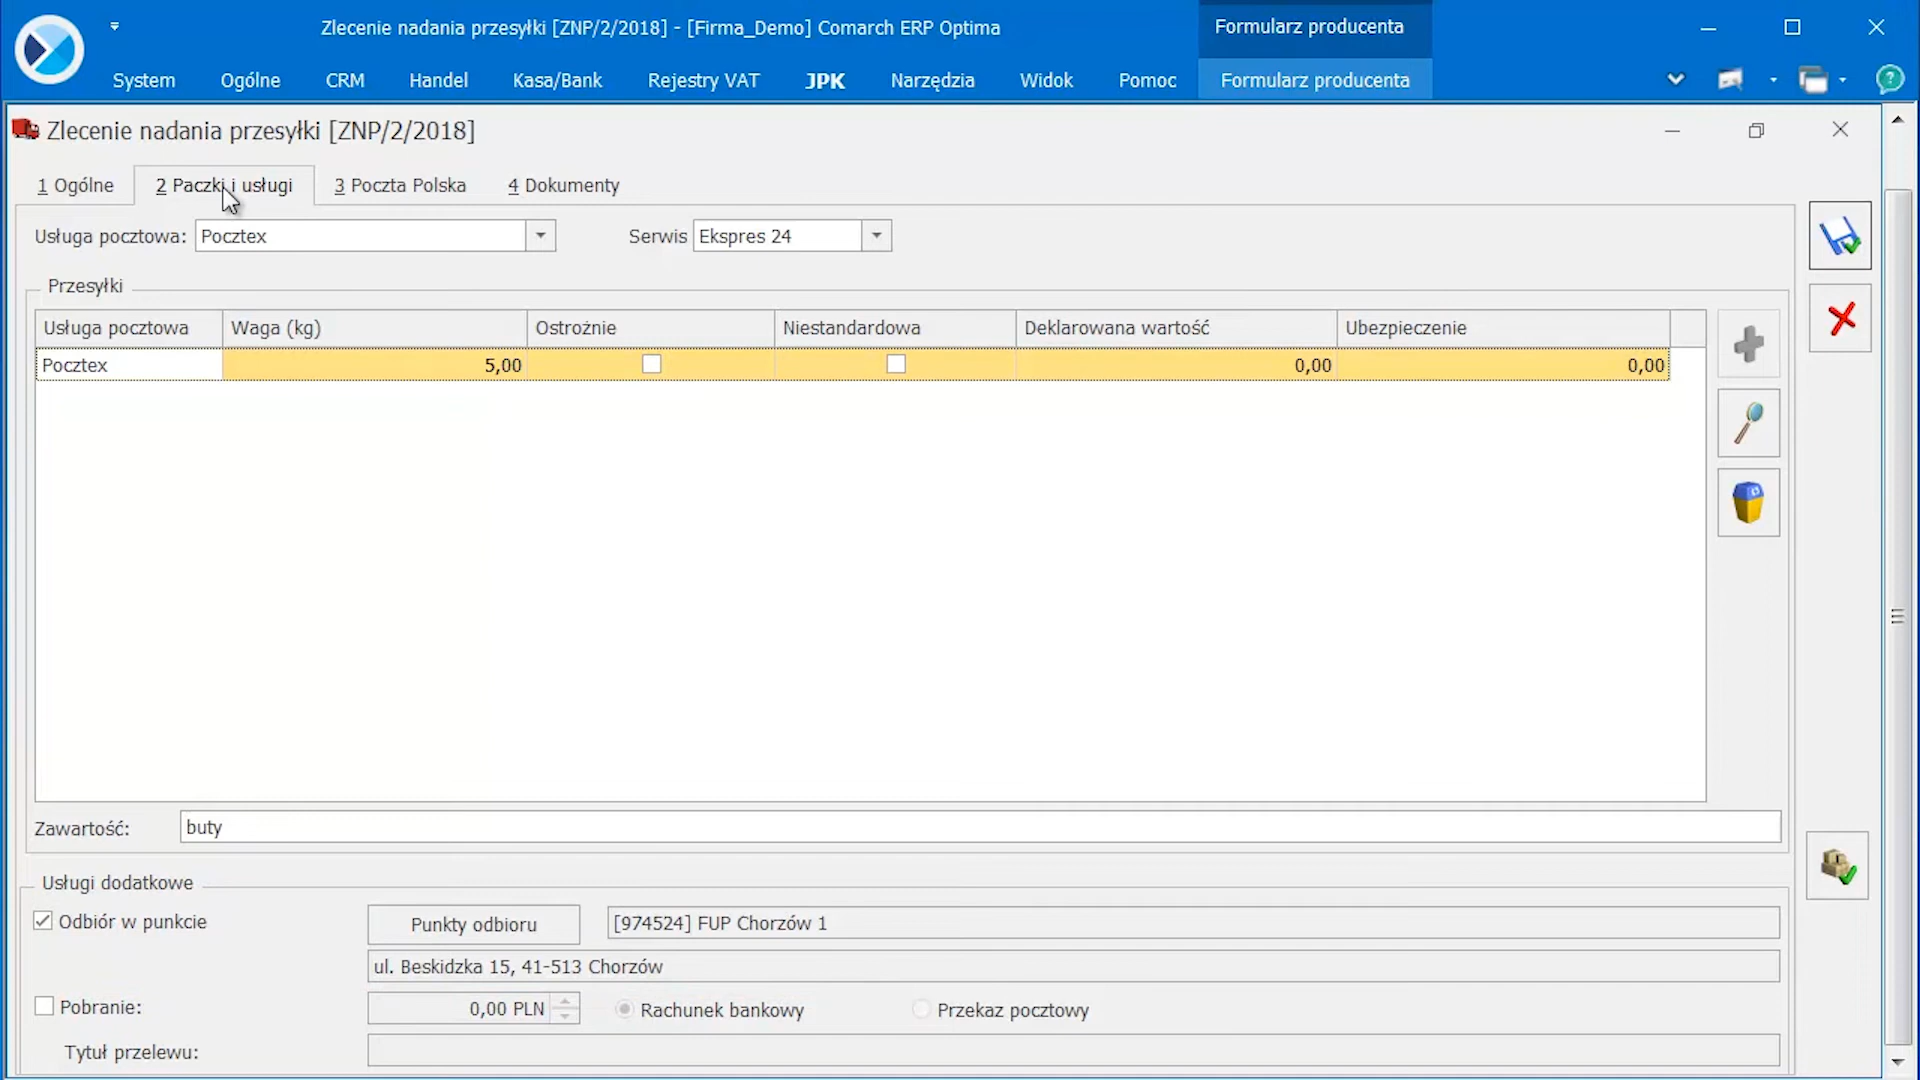 Zlecenie nadania przesyłki [ZNP/2/2018] - [Firma_Demo] Comarch ERP Optima
Formularz producenta
System Ogólne CRM Handel Kasa/Bank Rejestry VAT JPK Narzędzia Widok Pomoc Formularz producenta
Zlecenie nadania przesyłki [ZNP/2/2018]
1 Ogólne 2 Paczki i usługi 3 Poczta Polska 4 Dokumenty
Usługa pocztowa: Pocztex Serwis Ekspres 24
Przesyłki
Usługa pocztowa Waga (kg) Ostrożnie Niestandardowa Deklarowana wartość Ubezpieczenie
Pocztex 5,00 0,00 0,00
Zawartość: buty
Usługi dodatkowe
Odbiór w punkcie Punkty odbioru [974524] FUP Chorzów 1
ul. Beskidzka 15, 41-513 Chorzów
Pobranie: 0,00 PLN Rachunek bankowy Przekaz pocztowy
Tytuł przelewu: